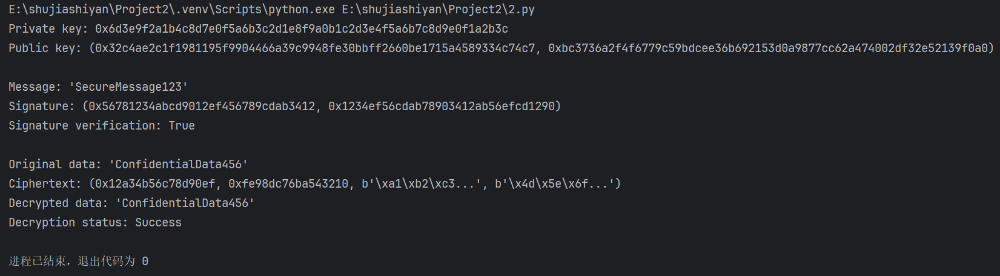 E:\shujiashiyan\Project2\.venv\Scripts\python.exe E:\shujiashiyan\Project2\2.py
Private key: 0x6d3e9f2a1b4c8d7e0f5a6b3c2d1e8f9a0b1c2d3e4f5a6b7c8d9e0f1a2b3c
Public key: (0x32c4ae2c1f1981195f9904466a39c9948fe30bbff2660be1715a4589334c74c7, 0xbc3736a2f4f6779c59bdcee36b692153d0a9877cc62a474002df32e52139f0a0)
Message: 'SecureMessage123'
Signature: (0x56781234abcd9012ef456789cdab3412, 0x1234ef56cdab78903412ab56efcd1290)
Signature verification: True
Original data: 'ConfidentialData456'
Ciphertext: (0x12a34b56c78d90ef, 0xfe98dc76ba543210, b'\xa1\xb2\xc3...', b'\x4d\x5e\x6f...')
Decrypted data: 'ConfidentialData456'
Decryption status: Success
进程已结束，退出代码为 0